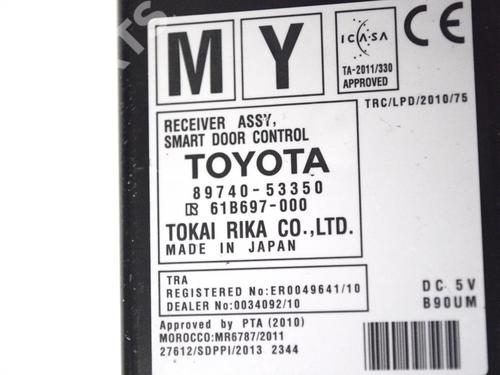 M Y
ICASA
TA-2011/330
APPROVED
CE
TRC/LPD/2010/75
RECEIVER ASSY,
SMART DOOR CONTROL
TOYOTA
89740-53350
61B697-000
TOKAI RIKA CO.,LTD.
MADE IN JAPAN
TRA
REGISTERED No:ER0049641/10
DEALER No:0034092/10
DC 5V
B90UM
Approved by PTA (2010)
MOROCCO:MR6787/2011
27612/SDPPI/2013 2344